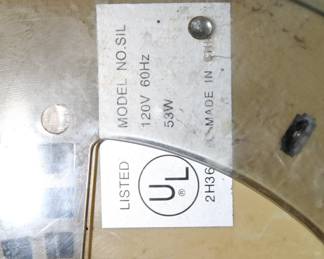 MODEL NO. SIL
120V 60Hz
53W
MADE IN
LISTED
UL
®
2H36